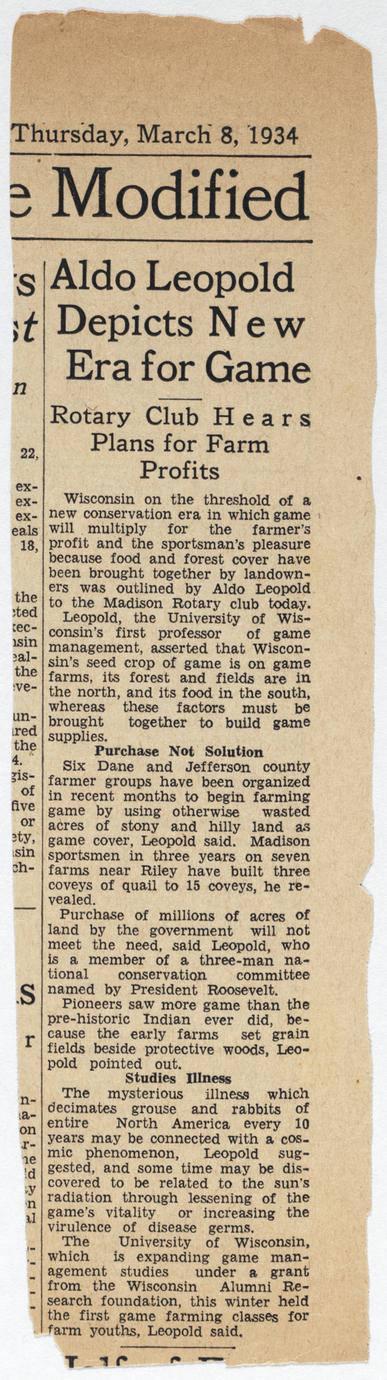 Thursday, March 8, 1934
e Modified
Aldo Leopold
Depicts New
Era for Game
Rotary Club Hears
Plans for Farm
Profits
Wisconsin on the threshold of a
new conservation era in which game
will multiply for the farmer's
profit and the sportsman's pleasure
because food and forest cover have
been brought together by landown-
ers was outlined by Aldo Leopold
to the Madison Rotary club today.
Leopold, the University of Wis-
consin's first professor of game
management, asserted that Wiscon-
sin's seed crop of game is on game
farms, its forest and fields are in
the north, and its food in the south,
whereas these factors must be
brought together to build game
supplies.
Purchase Not Solution
Six Dane and Jefferson county
farmer groups have been organized
in recent months to begin farming
game by using otherwise wasted
acres of stony and hilly land as
game cover, Leopold said. Madison
sportsmen in three years on seven
farms near Riley have built three
coveys of quail to 15 coveys, he re-
vealed.
Purchase of millions of acres of
land by the government will not
meet the need, said Leopold, who
is a member of a three-man na-
tional conservation committee
named by President Roosevelt.
Pioneers saw more game than the
pre-historic Indian ever did, be-
cause the early farms set grain
fields beside protective woods, Leo-
pold pointed out.
Studies Illness
The mysterious illness which
decimates grouse and rabbits of
entire North America every 10
years may be connected with a cos-
mic phenomenon, Leopold sug-
gested, and some time may be dis-
covered to be related to the sun's
radiation through lessening of the
game's vitality or increasing the
virulence of disease germs.
The University of Wisconsin,
which is expanding game man-
agement studies under a grant
from the Wisconsin Alumni Re-
search foundation, this winter held
the first game farming classes for
farm youths, Leopold said.